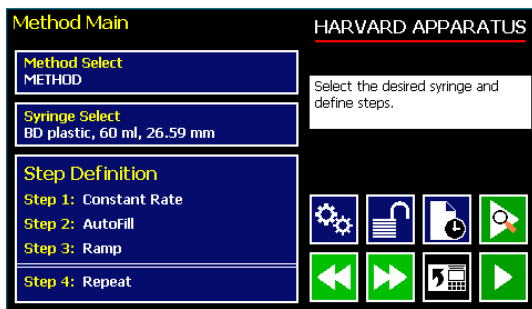 Method Main
HARVARD APPARATUS
Method Select
METHOD
Select the desired syringe and
define steps.
Syringe Select
BD plastic, 60 ml, 26.59 mm
Step Definition
Step 1: Constant Rate
Step 2: AutoFill
Step 3: Ramp
Step 4: Repeat
5